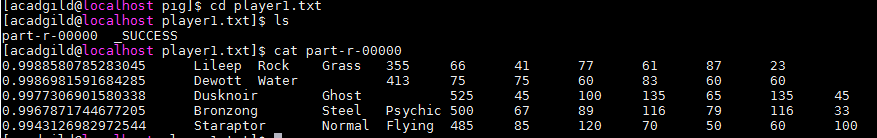 [acadgild@localhost pig]$ cd player1.txt
[acadgild@localhost player1.txt]$ ls
part-r-00000  _SUCCESS
[acadgild@localhost player1.txt]$ cat part-r-00000
0.9988580785283045 Lileep Rock Grass 355 66 41 77 61 87 23
0.9986981591684285 Dewott Water 413 75 75 60 83 60 60
0.9977306901580338 Dusknoir Ghost 525 45 100 135 65 135 45
0.9967871744677205 Bronzong Steel Psychic 500 67 89 116 79 116 33
0.9943126982972544 Staraptor Normal Flying 485 85 120 70 50 60 100